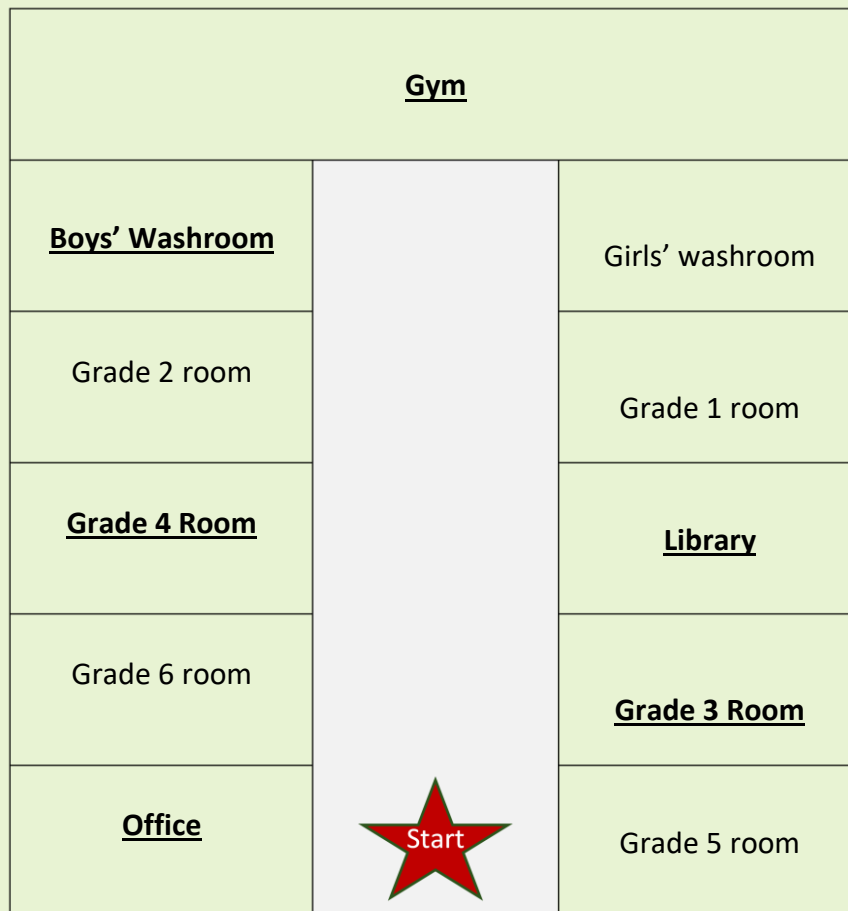 Gym
Boys’ Washroom
Girls’ washroom
Grade 2 room
Grade 1 room
Grade 4 Room
Library
Grade 6 room
Grade 3 Room
Office
Start
Grade 5 room